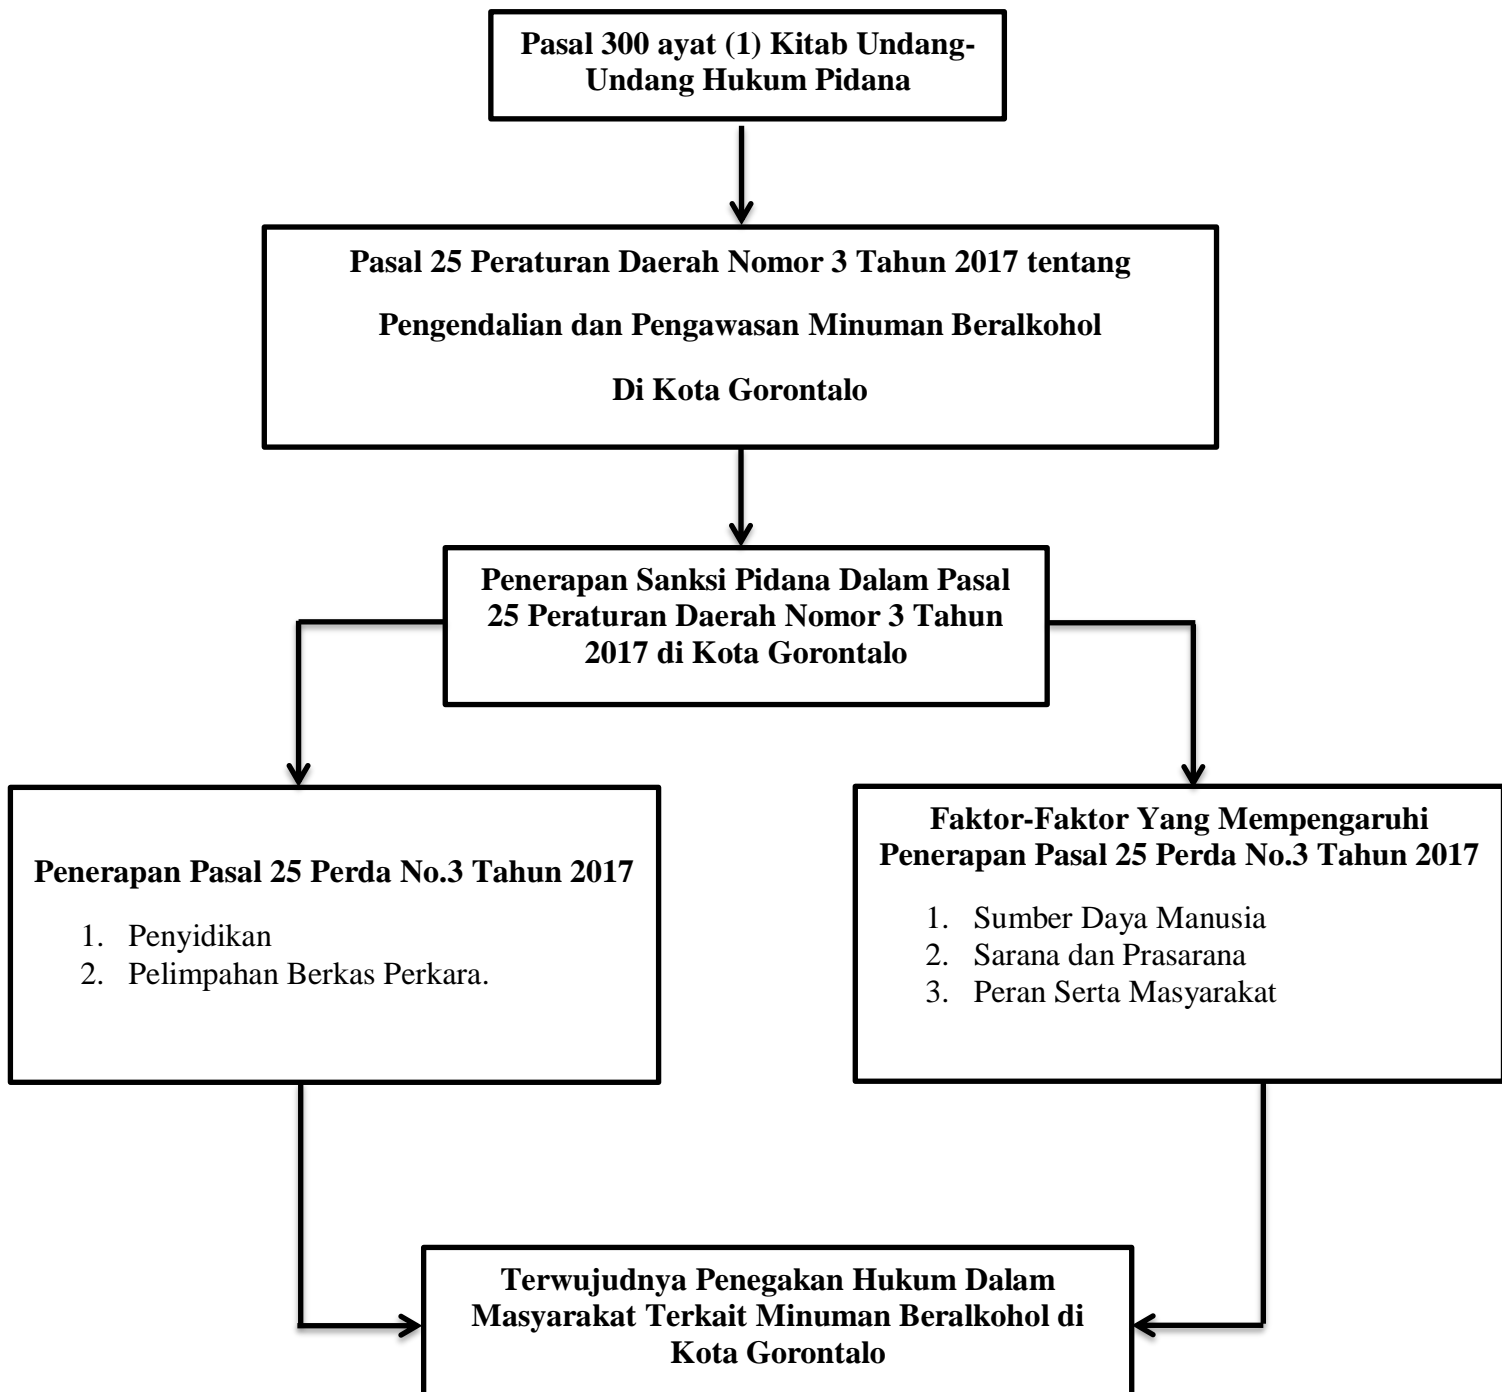 Pasal 300 ayat (1) Kitab Undang-
Undang Hukum Pidana
Pasal 25 Peraturan Daerah Nomor 3 Tahun 2017 tentang
Pengendalian dan Pengawasan Minuman Beralkohol
Di Kota Gorontalo
Penerapan Sanksi Pidana Dalam Pasal
25 Peraturan Daerah Nomor 3 Tahun
2017 di Kota Gorontalo
Penerapan Pasal 25 Perda No.3 Tahun 2017
1. Penyidikan
2. Pelimpahan Berkas Perkara.
Faktor-Faktor Yang Mempengaruhi
Penerapan Pasal 25 Perda No.3 Tahun 2017
1. Sumber Daya Manusia
2. Sarana dan Prasarana
3. Peran Serta Masyarakat
Terwujudnya Penegakan Hukum Dalam
Masyarakat Terkait Minuman Beralkohol di
Kota Gorontalo